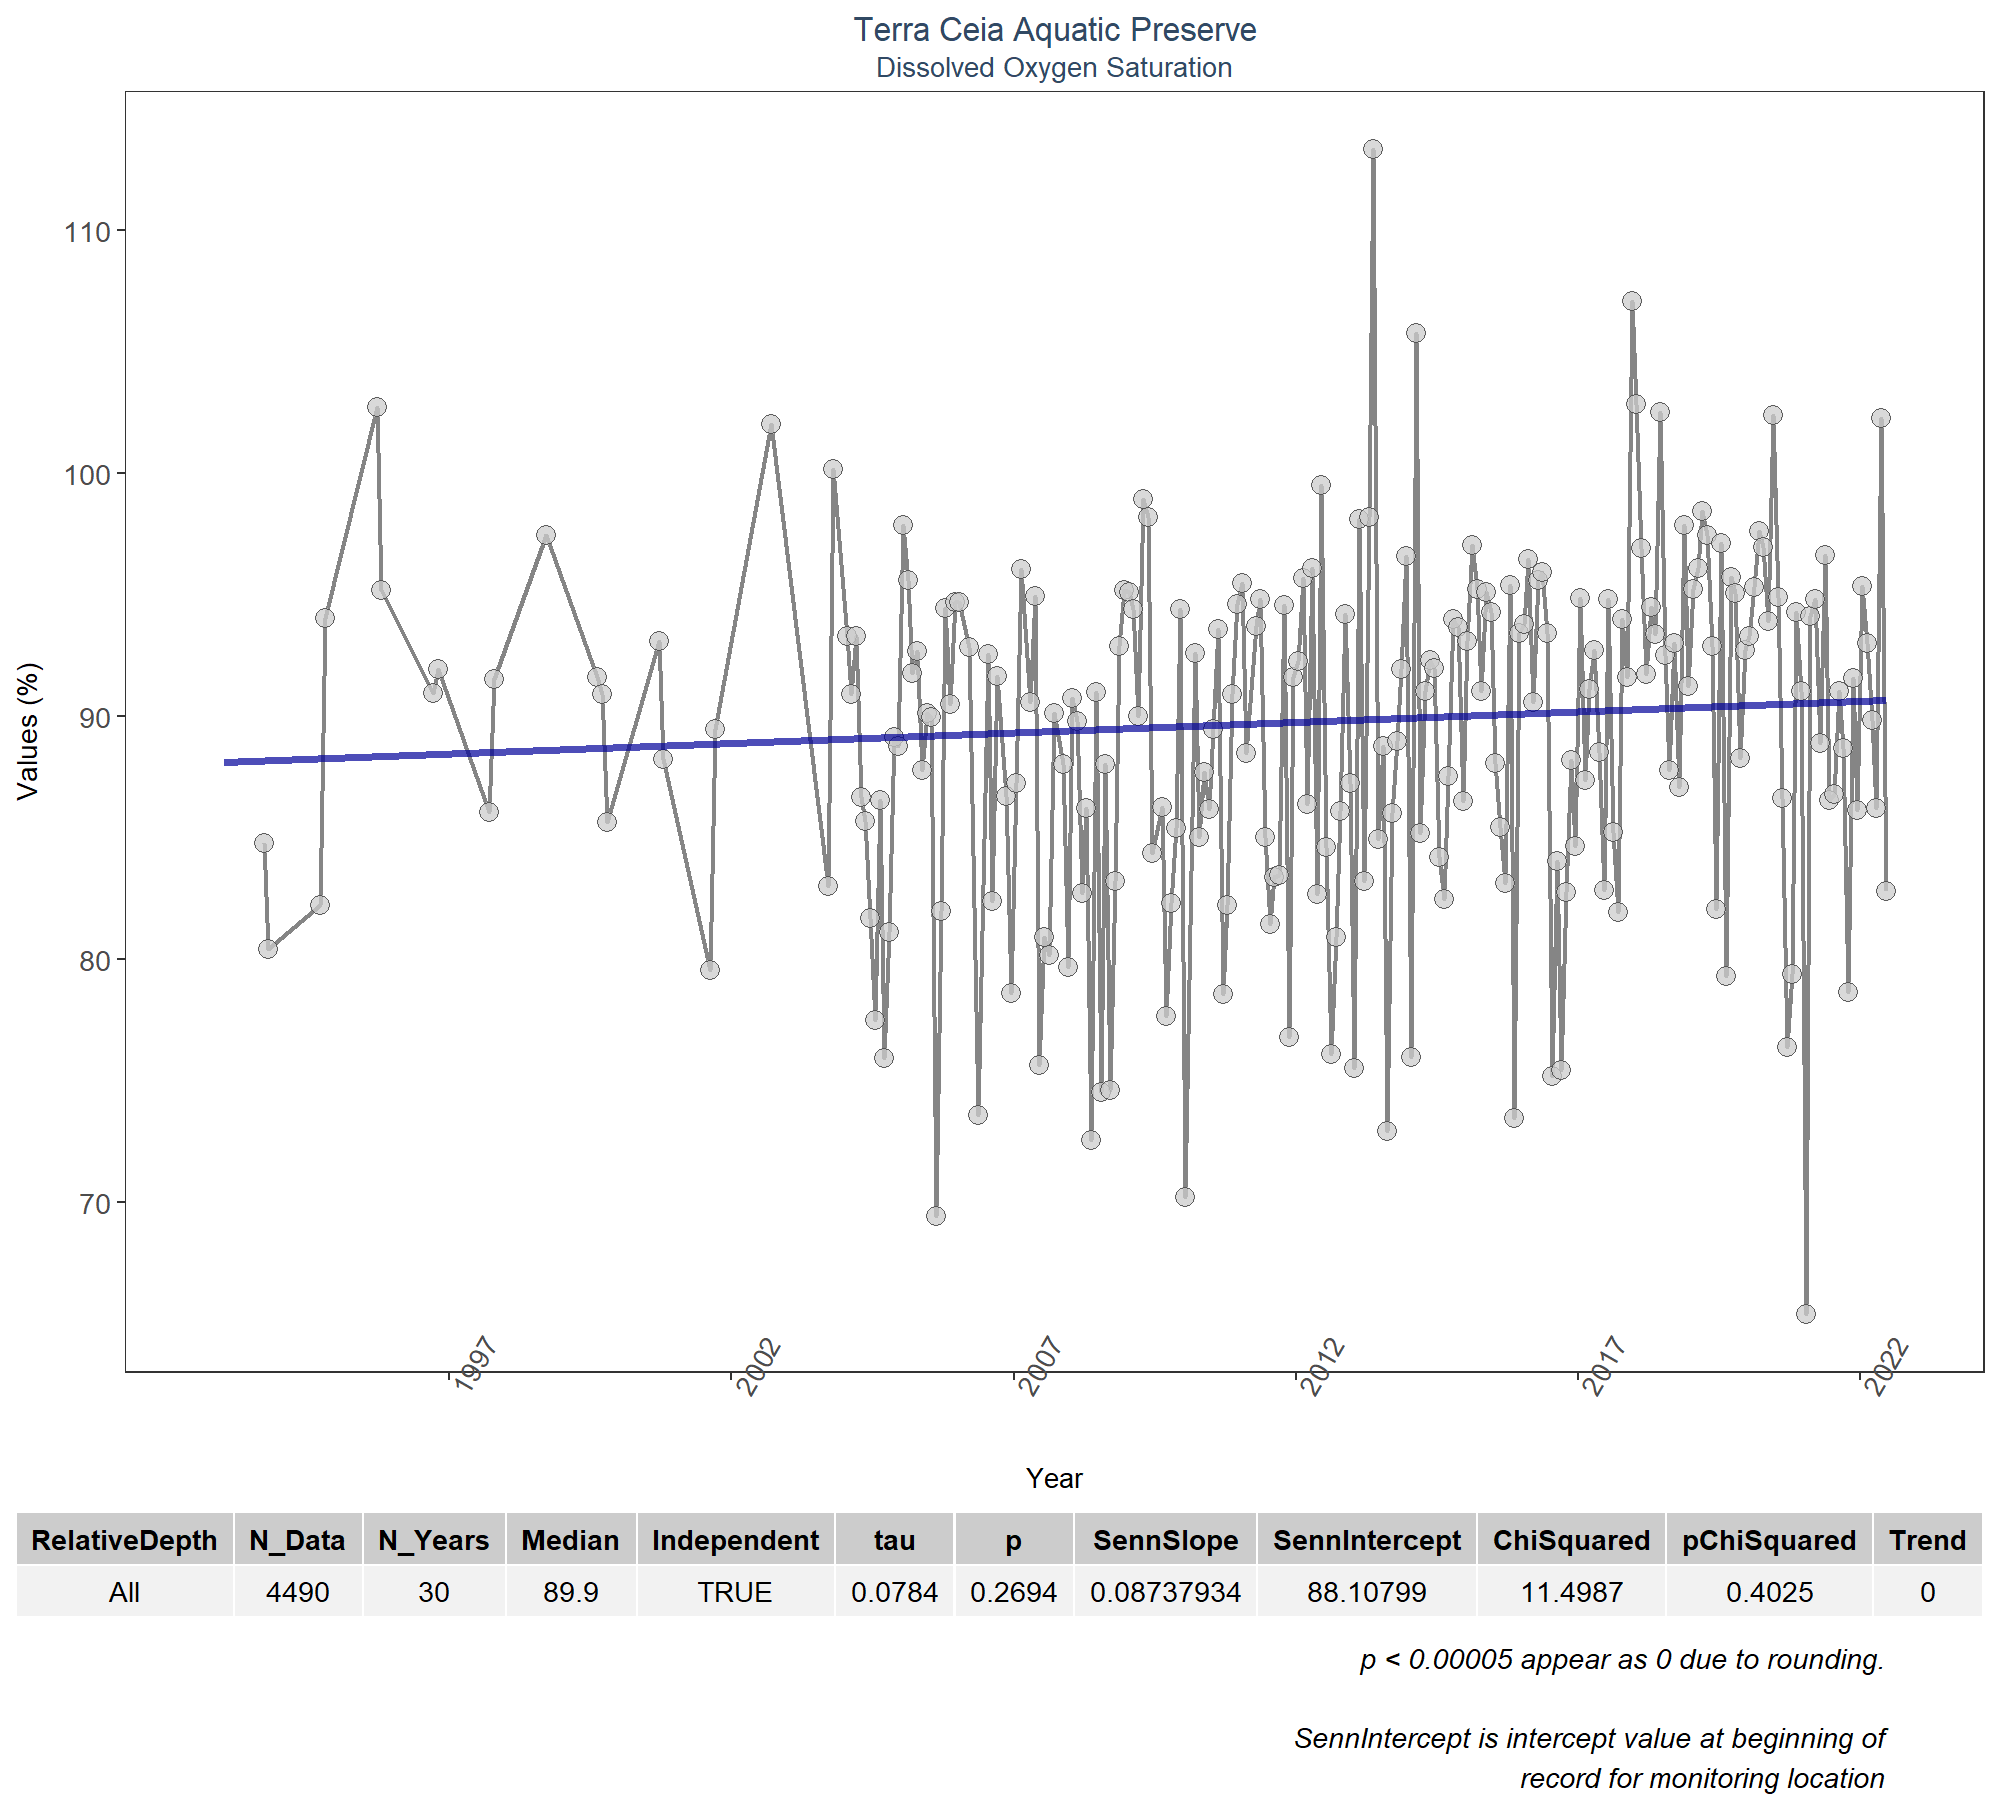 Terra Ceia Aquatic Preserve
Dissolved Oxygen Saturation
Values (%)
110
100
90
80
70
1997 2002 2007 2012 2017 2022
Year
RelativeDepth N_Data N_Years Median Independent tau p SennSlope SennIntercept ChiSquared pChiSquared Trend
All 4490 30 89.9 TRUE 0.0784 0.2694 0.08737934 88.10799 11.4987 0.4025 0
p < 0.00005 appear as 0 due to rounding.
SennIntercept is intercept value at beginning of
record for monitoring location